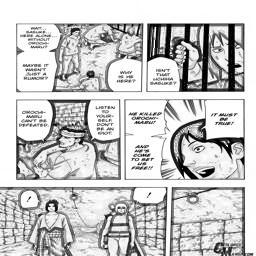 ISN'T
THAT
UCHIHA
SASUKE?
WHY IS
HE
HERE?
WAIT,
SASUKE...
HERE ALONE...
WITHOUT
OROCHI-
MARU?
MAYBE IT
WASN'T
JUST A
RUMOR?
IT
MUST BE
TRUE!
HE KILLED
OROCHI-
MARU!
AND
HE'S
COME TO
SET US
FREE!!
LISTEN
TO YOUR-
SELF
DON'T BE
AN IDIOT.
OROCHI-
MARU
CAN'T BE
DEFEATED.
!
!